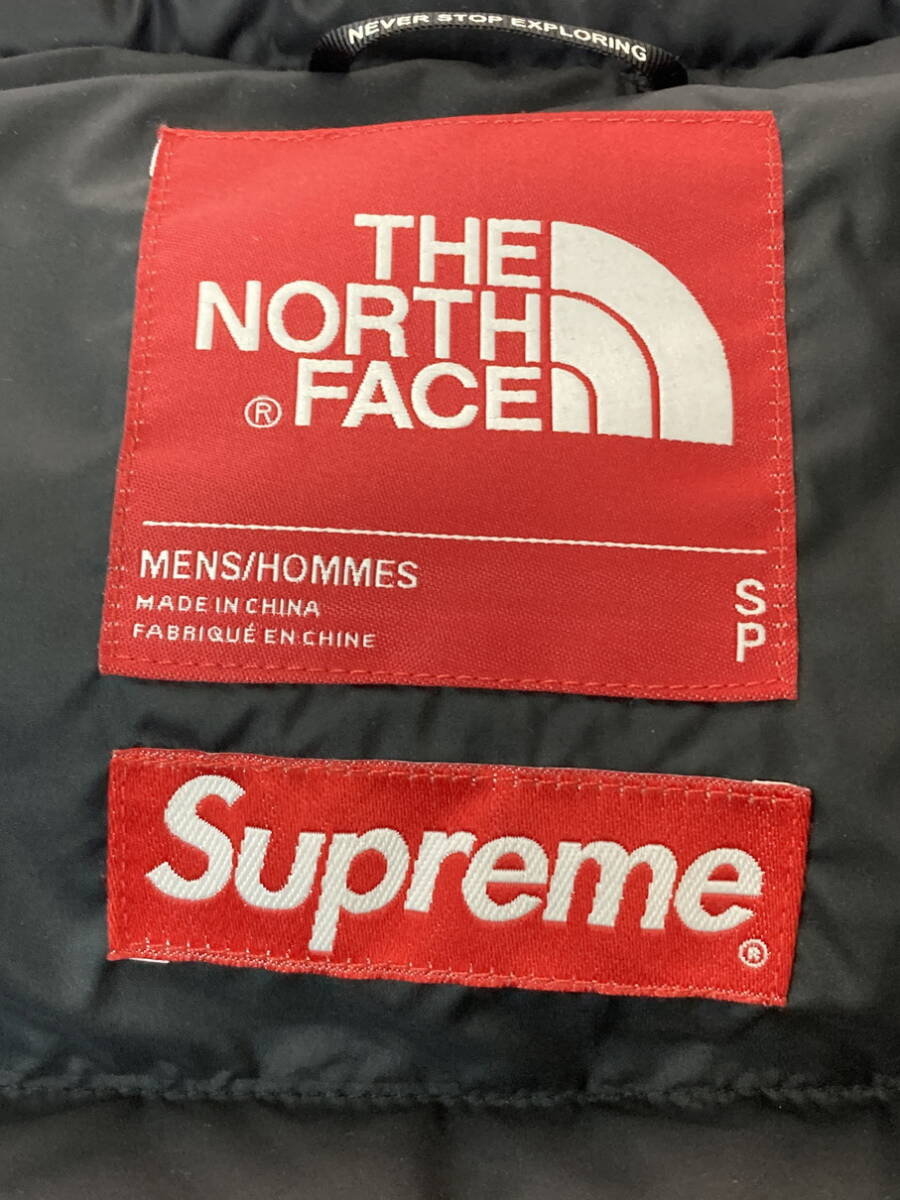 NEVER STOP EXPLORING
THE
NORTH
® FACE
MENS/HOMMES
MADE IN CHINA
FABRIQUÉ EN CHINE
S
P
Supreme
®